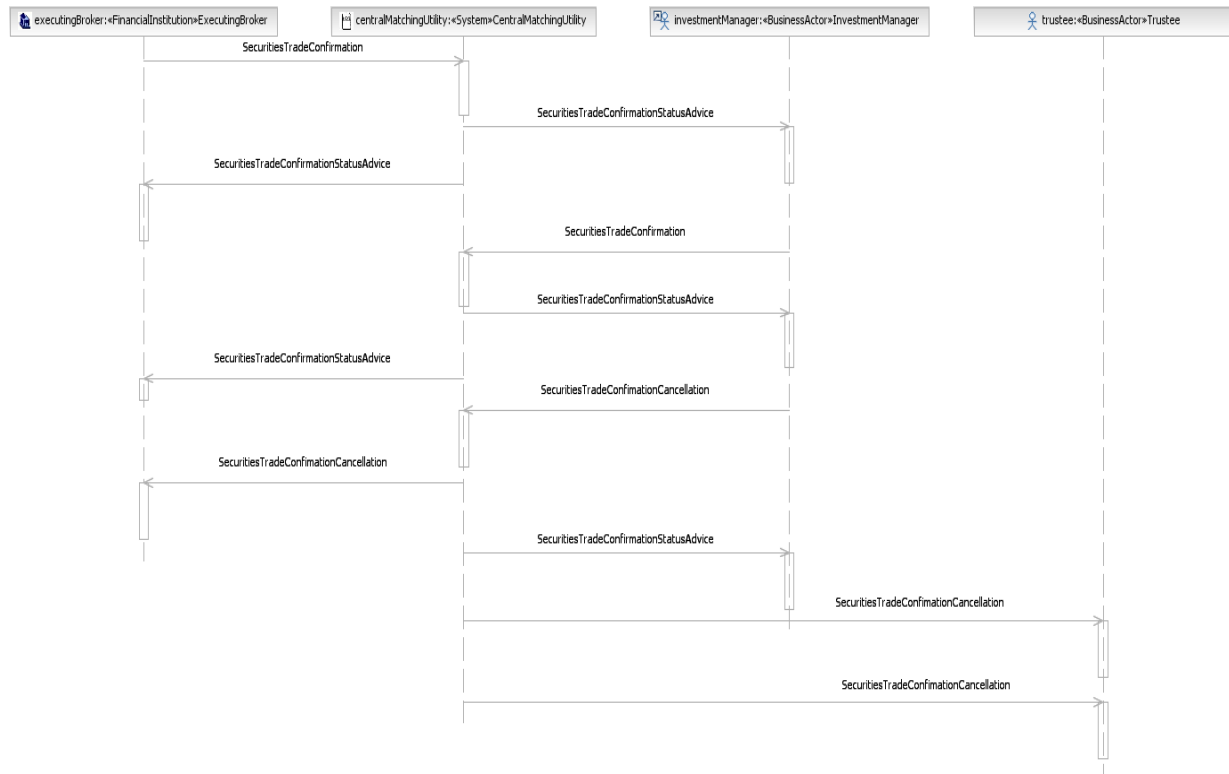 executingBroker:«FinancialInstitution»ExecutingBroker
centralMatchingUtility:«System»CentralMatchingUtility
investmentManager:«BusinessActor»InvestmentManager
trustee:«BusinessActor»Trustee
SecuritiesTradeConfirmation
SecuritiesTradeConfirmationStatusAdvice
SecuritiesTradeConfirmationStatusAdvice
SecuritiesTradeConfirmation
SecuritiesTradeConfirmationStatusAdvice
SecuritiesTradeConfirmationStatusAdvice
SecuritiesTradeConfimationCancellation
SecuritiesTradeConfimationCancellation
SecuritiesTradeConfirmationStatusAdvice
SecuritiesTradeConfimationCancellation
SecuritiesTradeConfimationCancellation